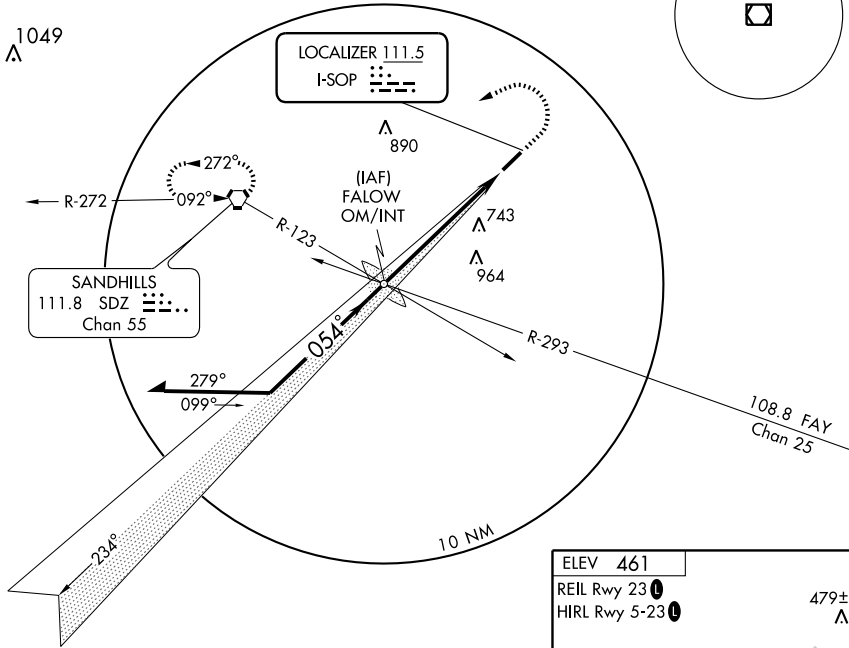 1049
LOCALIZER 111.5
I-SOP
890
272°
(IAF)
FALOW
OM/INT
R-272
092°
R-123
743
964
SANDHILLS
111.8 SDZ
Chan 55
054°
R-293
279°
099°
108.8 FAY
Chan 25
234°
10 NM
ELEV 461
REIL Rwy 23 L
HIRL Rwy 5-23 L
479±